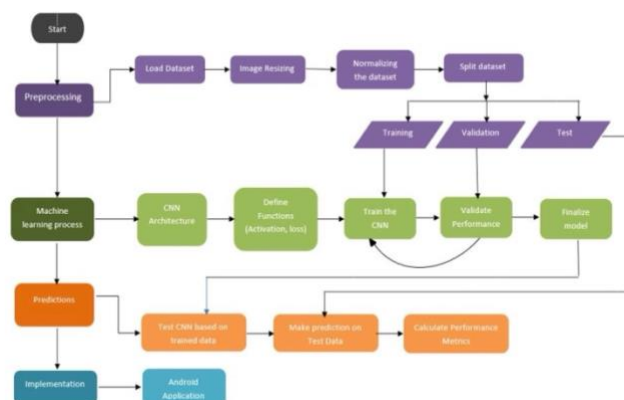 Start
Preprocessing
Load Dataset
Image Resizing
Normalizing
the dataset
Split dataset
Training
Validation
Test
Machine
learning process
CNN
Architecture
Define
Functions
(Activation, loss)
Train the
CNN
Validate
Performance
Finalize
model
Predictions
Test CNN based on
trained data
Make prediction on
Test Data
Calculate Performance
Metrics
Implementation
Android
Application